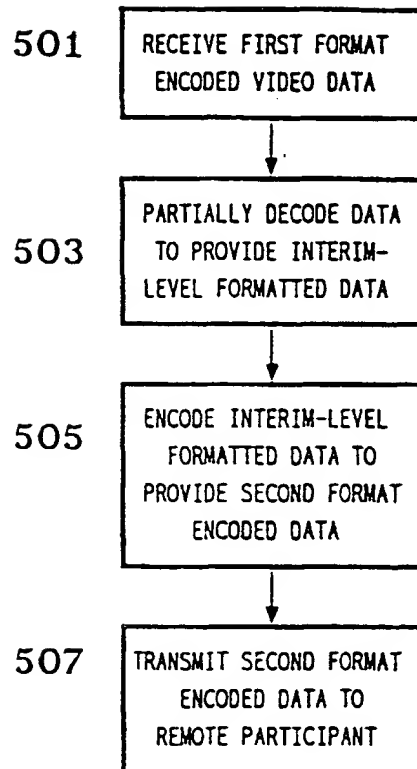 501
RECEIVE FIRST FORMAT
ENCODED VIDEO DATA
503
PARTIALLY DECODE DATA
TO PROVIDE INTERIM-
LEVEL FORMATTED DATA
505
ENCODE INTERIM-LEVEL
FORMATTED DATA TO
PROVIDE SECOND FORMAT
ENCODED DATA
507
TRANSMIT SECOND FORMAT
ENCODED DATA TO
REMOTE PARTICIPANT